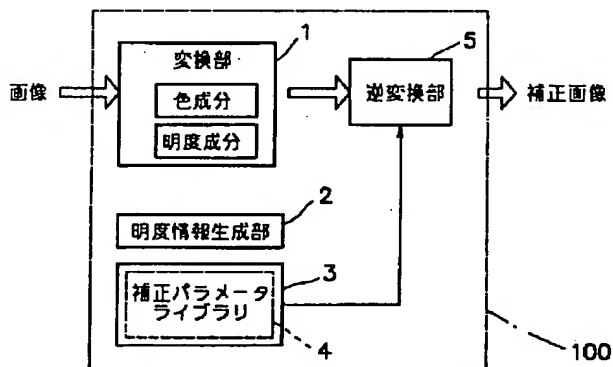 1
変換部
5
画像
色成分
逆変換部
補正画像
明度成分
2
明度情報生成部
3
補正パラメータ
ライブラリ
4
100